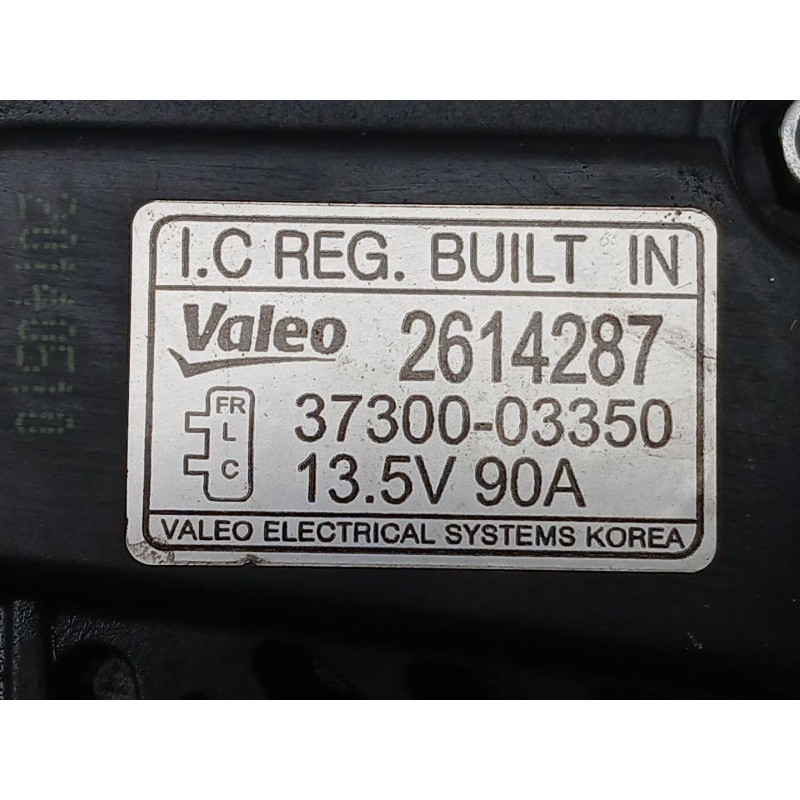 I.C REG. BUILT IN
Valeo 2614287
FR
L
C
37300-03350
13.5V 90A
VALEO ELECTRICAL SYSTEMS KOREA